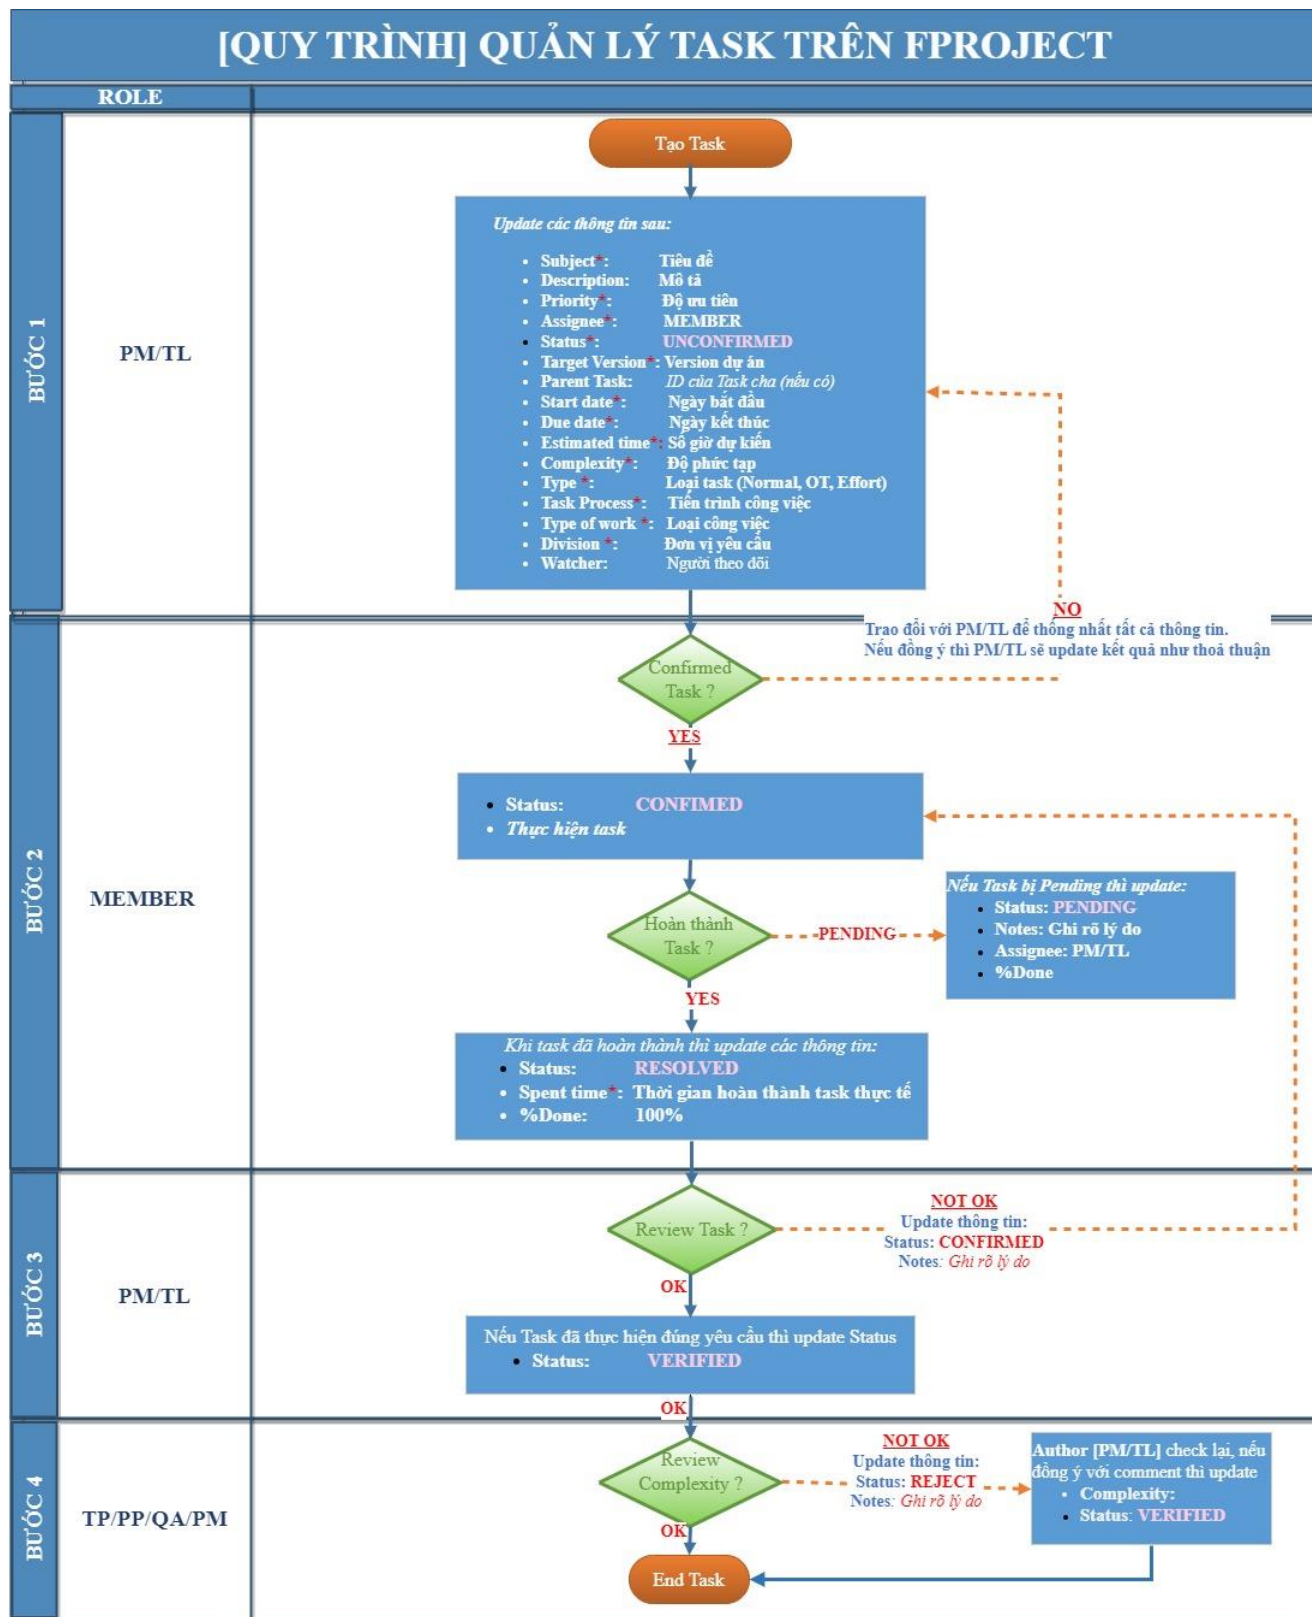 [QUY TRÌNH] QUẢN LÝ TASK TRÊN FPROJECT
ROLE
BƯỚC 1
PM/TL
Tạo Task
Update các thông tin sau:
• Subject*: Tiêu đề
• Description: Mô tả
• Priority*: Độ ưu tiên
• Assignee*: MEMBER
• Status*: UNCONFIRMED
• Target Version*: Version dự án
• Parent Task: ID của Task cha (nếu có)
• Start date*: Ngày bắt đầu
• Due date*: Ngày kết thúc
• Estimated time*: Số giờ dự kiến
• Complexity*: Độ phức tạp
• Type *: Loại task (Normal, OT, Effort)
• Task Process*: Tiến trình công việc
• Type of work *: Loại công việc
• Division *: Đơn vị yêu cầu
• Watcher: Người theo dõi
NO
Trao đổi với PM/TL để thống nhất tất cả thông tin.
Nếu đồng ý thì PM/TL sẽ update kết quả như thoả thuận
BƯỚC 2
MEMBER
Confirmed
Task ?
YES
• Status: CONFIMED
• Thực hiện task
Hoàn thành
Task ?
PENDING
Nếu Task bị Pending thì update:
• Status: PENDING
• Notes: Ghi rõ lý do
• Assignee: PM/TL
• %Done
YES
Khi task đã hoàn thành thì update các thông tin:
• Status: RESOLVED
• Spent time*: Thời gian hoàn thành task thực tế
• %Done: 100%
BƯỚC 3
PM/TL
Review Task ?
NOT OK
Update thông tin:
Status: CONFIRMED
Notes: Ghi rõ lý do
OK
Nếu Task đã thực hiện đúng yêu cầu thì update Status
• Status: VERIFIED
OK
BƯỚC 4
TP/PP/QA/PM
Review
Complexity ?
NOT OK
Update thông tin:
Status: REJECT
Notes: Ghi rõ lý do
Author [PM/TL] check lại, nếu
đồng ý với comment thì update
• Complexity:
• Status: VERIFIED
OK
End Task